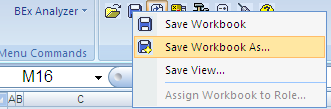 BEx Analyzer
Menu Commands
Save Workbook
Save Workbook As...
Save View...
Assign Workbook to Role...
M16
A B C